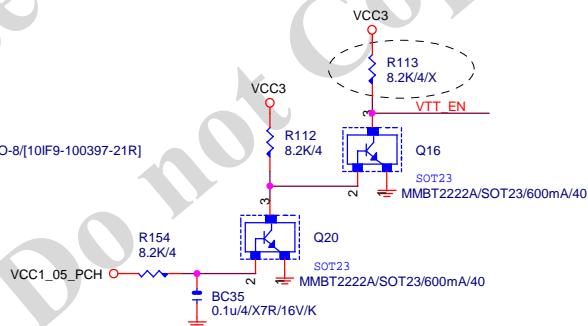 VCC3
R113
8.2K/4/X
VCC3
3
VTT_EN
R112
8.2K/4
Q16
O-8/[10IF9-100397-21R]
SOT23
2
1
MMBT2222A/SOT23/600mA/40
3
R154
8.2K/4
Q20
SOT23
VCC1_05_PCH
2
1
MMBT2222A/SOT23/600mA/40
BC35
0.1u/4/X7R/16V/K
Do not Co